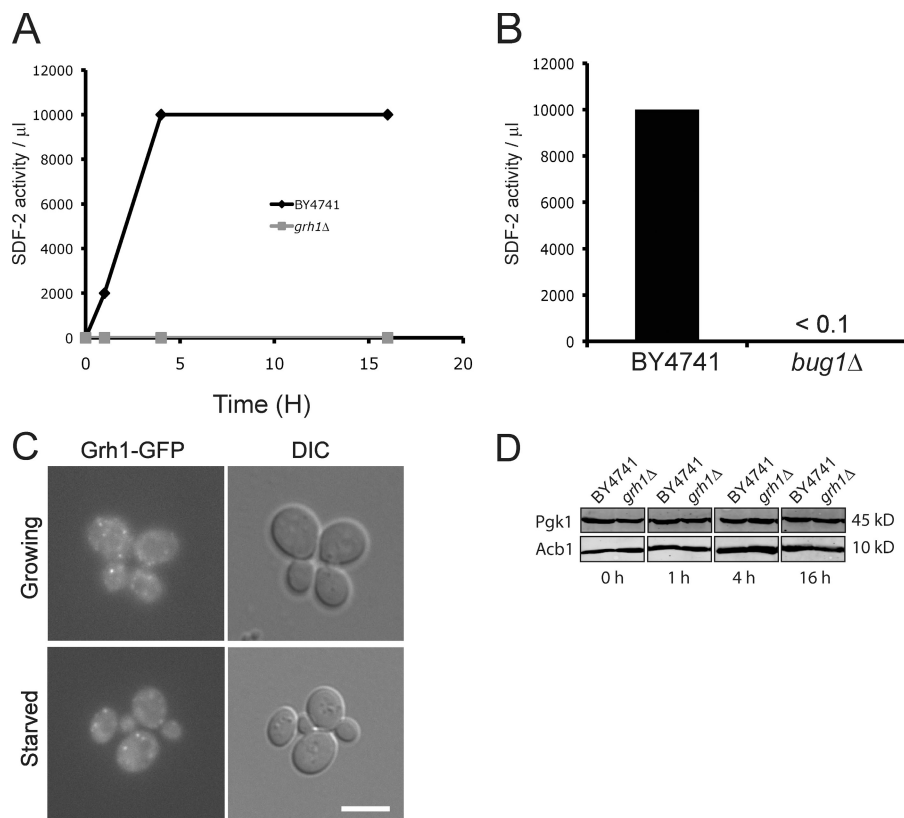 A
12000
10000
8000
6000
4000
2000
0
SDF-2 activity / µl
0 5 10 15 20
Time (H)
BY4741
grh1Δ
B
12000
10000
8000
6000
4000
2000
0
SDF-2 activity / µl
< 0.1
BY4741 bug1Δ
C
Grh1-GFP DIC
Growing
Starved
D
BY4741 grh1Δ BY4741 grh1Δ BY4741 grh1Δ BY4741 grh1Δ
Pgk1 45 kD
Acb1 10 kD
0 h 1 h 4 h 16 h